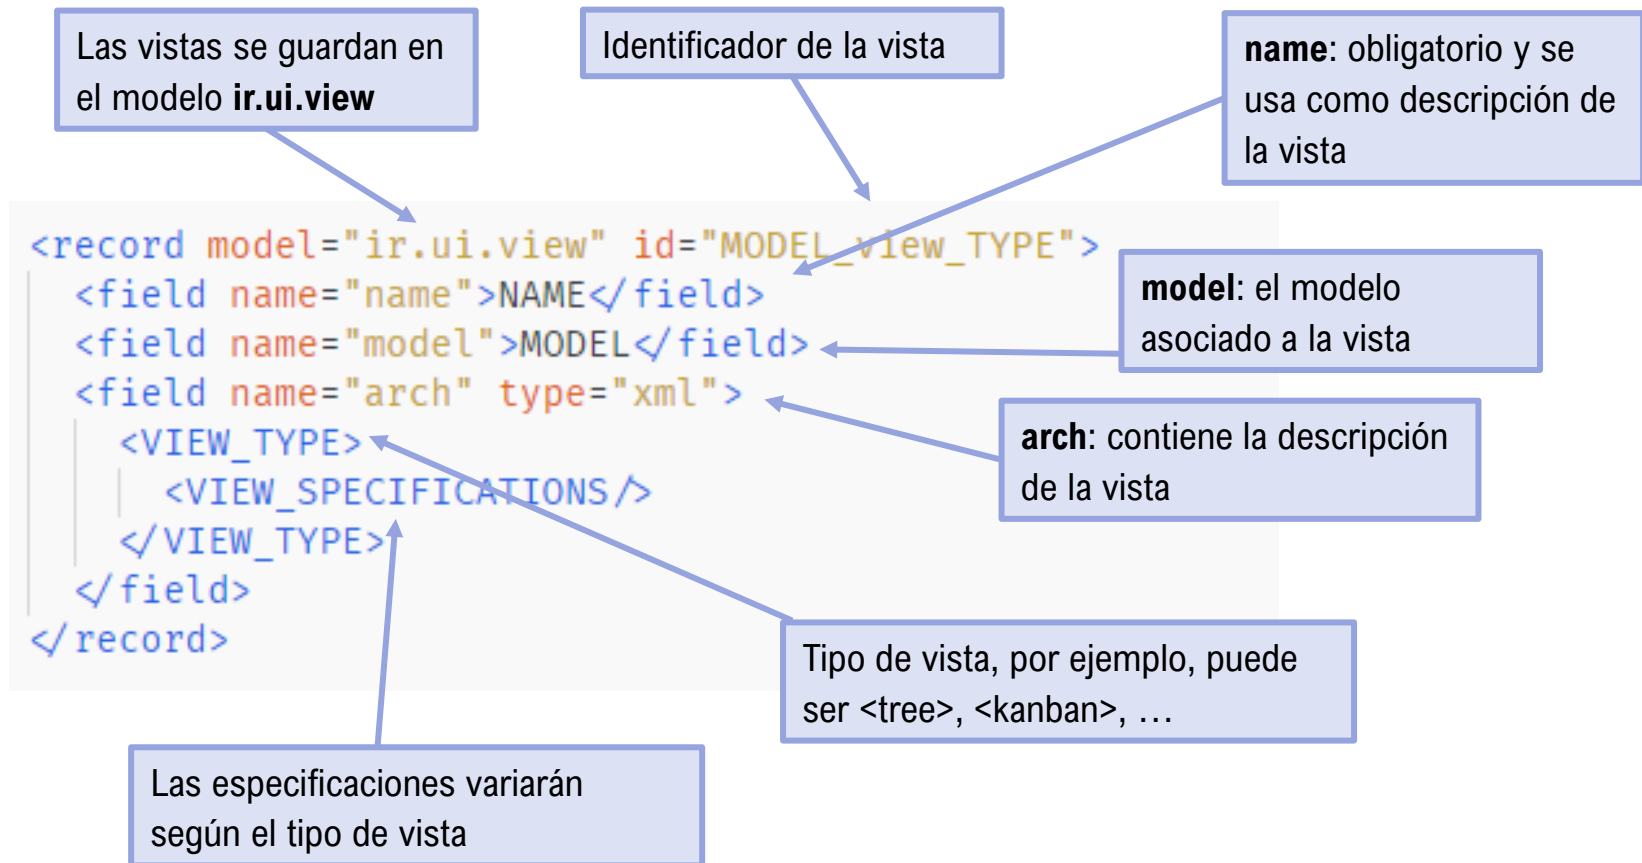 Las vistas se guardan en
el modelo ir.ui.view
Identificador de la vista
name: obligatorio y se
usa como descripción de
la vista
<record model="ir.ui.view" id="MODEL_view_TYPE">
<field name="name">NAME</field>
<field name="model">MODEL</field>
<field name="arch" type="xml">
<VIEW_TYPE>
<VIEW_SPECIFICATIONS/>
</VIEW_TYPE>
</field>
</record>
model: el modelo
asociado a la vista
arch: contiene la descripción
de la vista
Tipo de vista, por ejemplo, puede
ser <tree>, <kanban>, …
Las especificaciones variarán
según el tipo de vista